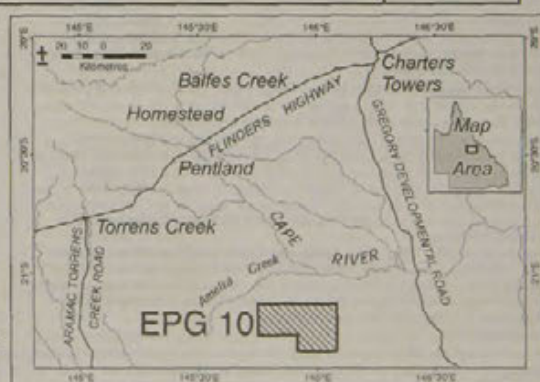 145°E 145°30' 146°E 146°30'
20 10 0 20
Kilometres
Balfes Creek
Charters
Towers
Homestead
FLINDERS HIGHWAY
GREGORY DEVELOPMENTAL ROAD
Map
Area
Pentland
Torrens Creek
CAPE
RIVER
Amelia Creek
ARAMAC TORRENS
CREEK ROAD
21°S
21°S
EPG 10
145°E 145°30' 146°E 146°30'